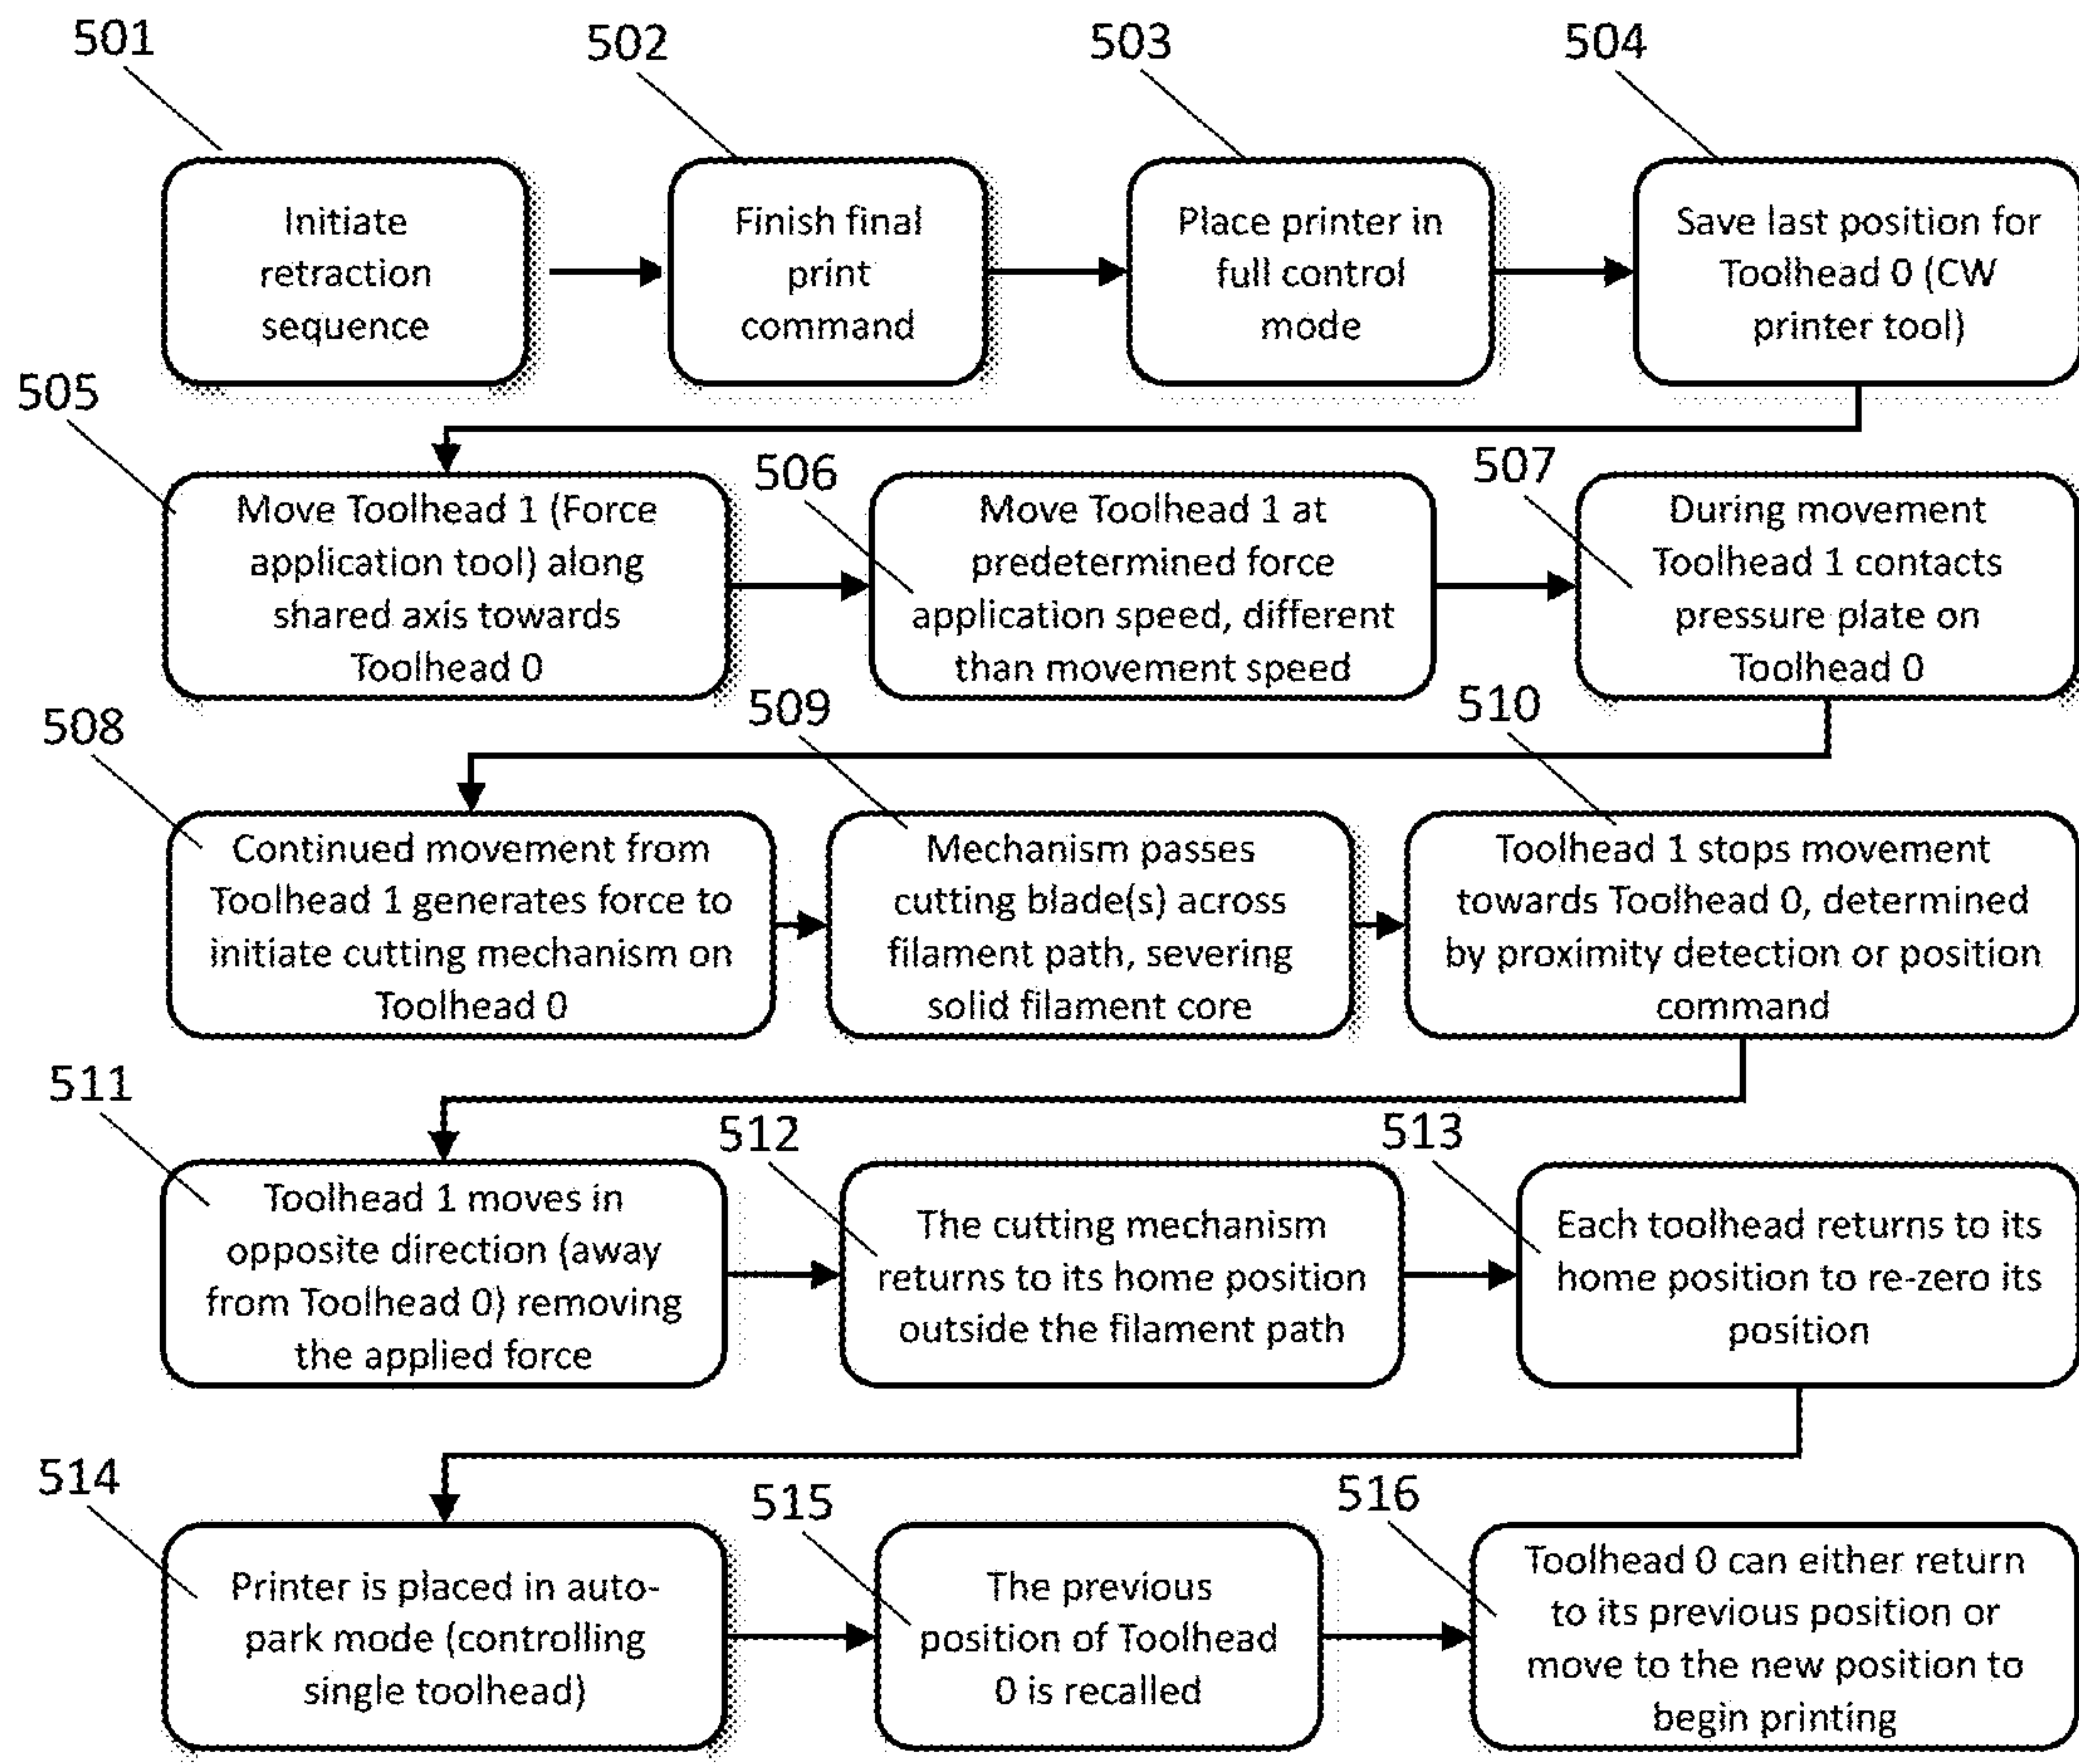 501
502
503
504
Initiate
retraction
sequence
Finish final
print
command
Place printer in
full control
mode
Save last position for
Toolhead 0 (CW
printer tool)
505
506
507
Move Toolhead 1 (Force
application tool) along
shared axis towards
Toolhead 0
Move Toolhead 1 at
predetermined force
application speed, different
than movement speed
During movement
Toolhead 1 contacts
pressure plate on
Toolhead 0
508
509
510
Continued movement from
Toolhead 1 generates force to
initiate cutting mechanism on
Toolhead 0
Mechanism passes
cutting blade(s) across
filament path, severing
solid filament core
Toolhead 1 stops movement
towards Toolhead 0, determined
by proximity detection or position
command
511
512
513
Toolhead 1 moves in
opposite direction (away
from Toolhead 0) removing
the applied force
The cutting mechanism
returns to its home position
outside the filament path
Each toolhead returns to its
home position to re-zero its
position
514
515
516
Printer is placed in auto-
park mode (controlling
single toolhead)
The previous
position of Toolhead
0 is recalled
Toolhead 0 can either return
to its previous position or
move to the new position to
begin printing